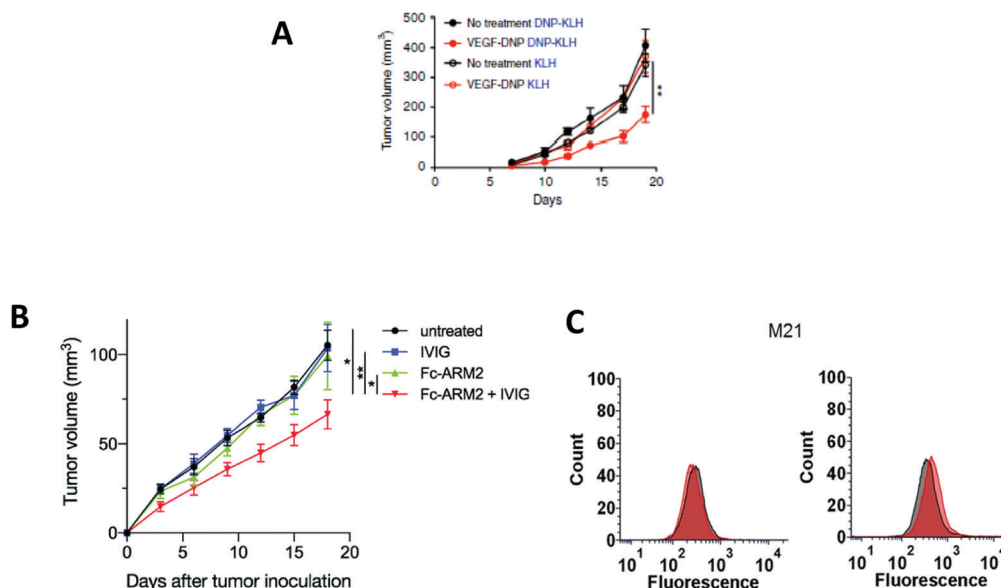 A
No treatment DNP-KLH
VEGF-DNP DNP-KLH
No treatment KLH
VEGF-DNP KLH
Tumor volume (mm³)
500
400
300
200
100
0
**
0 5 10 15 20
Days
B
untreated
IVIG
Fc-ARM2
Fc-ARM2 + IVIG
Tumor volume (mm³)
100
50
0
*
**
*
0 5 10 15 20
Days after tumor inoculation
C
M21
Count
100
80
60
40
20
0
10¹ 10² 10³ 10⁴
Fluorescence
Count
100
80
60
40
20
0
10¹ 10² 10³ 10⁴
Fluorescence